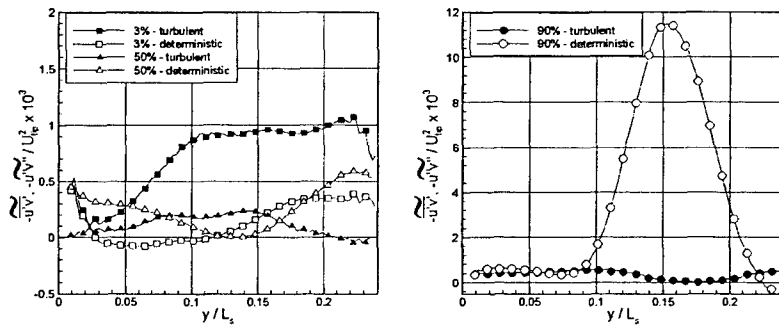 2
1.5
1
0.5
0
-0.5
3% - turbulent
3% - deterministic
50% - turbulent
50% - deterministic
-u'v', -u''v'' / U²tip x 10³
0 0.05 0.1 0.15 0.2
y / Ls
12
10
8
6
4
2
0
90% - turbulent
90% - deterministic
-u'v', -u''v'' / U²tip x 10³
0 0.05 0.1 0.15 0.2
y / Ls